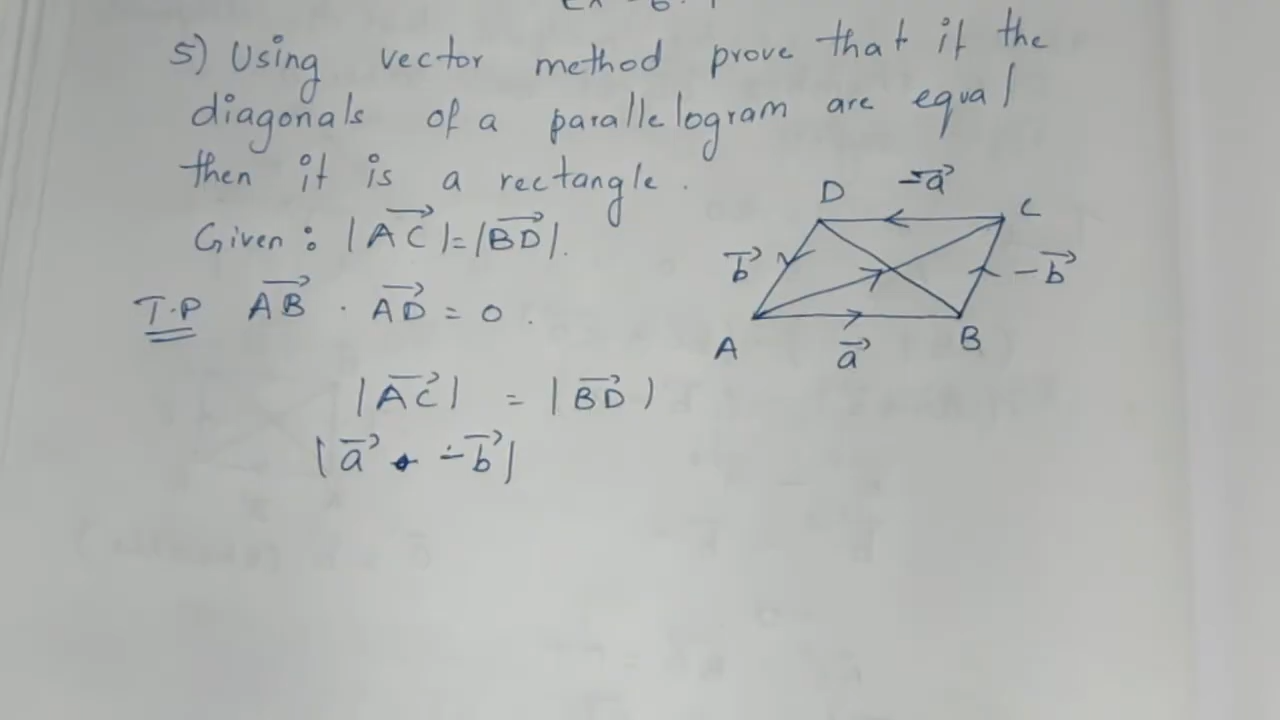 5) Using vector method prove that if the
diagonals of a parallelogram are equal
then it is a rectangle.
Given : |AC⃗| = |BD⃗|.
T.P AB⃗ · AD⃗ = 0.
|AC⃗| = |BD⃗|
|a⃗ + -b⃗|
D -a⃗ C
b⃗ -b⃗
A a⃗ B